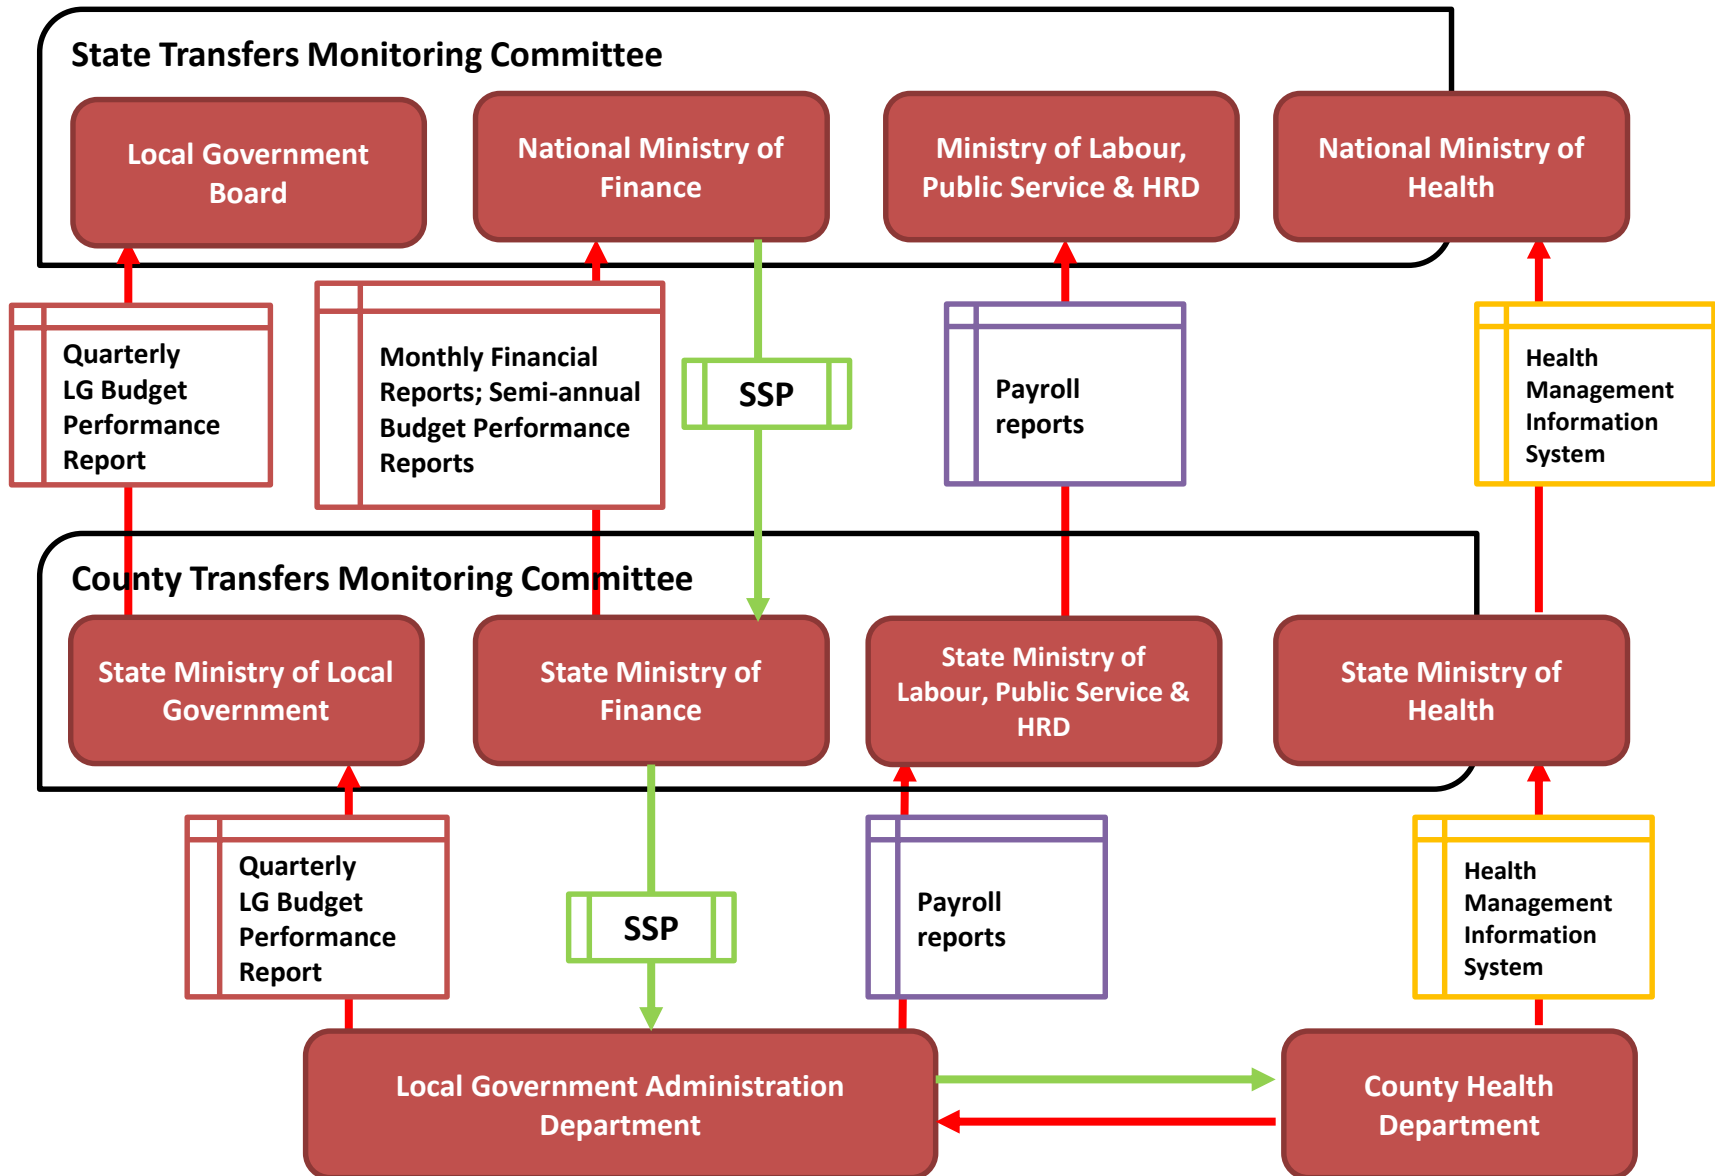 State Transfers Monitoring Committee
Local Government
Board
National Ministry of
Finance
Ministry of Labour,
Public Service & HRD
National Ministry of
Health
Quarterly
LG Budget
Performance
Report
Monthly Financial
Reports; Semi-annual
Budget Performance
Reports
SSP
Payroll
reports
Health
Management
Information
System
County Transfers Monitoring Committee
State Ministry of Local
Government
State Ministry of
Finance
State Ministry of
Labour, Public Service &
HRD
State Ministry of
Health
Quarterly
LG Budget
Performance
Report
SSP
Payroll
reports
Health
Management
Information
System
Local Government Administration
Department
County Health
Department